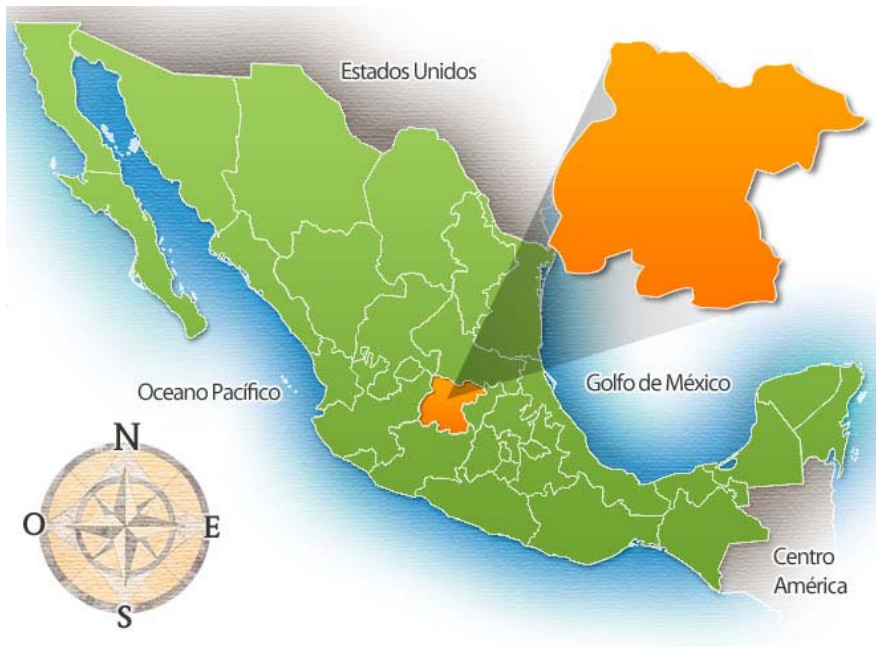 Estados Unidos
Oceano Pacífico
Golfo de México
N
O
E
S
Centro
América